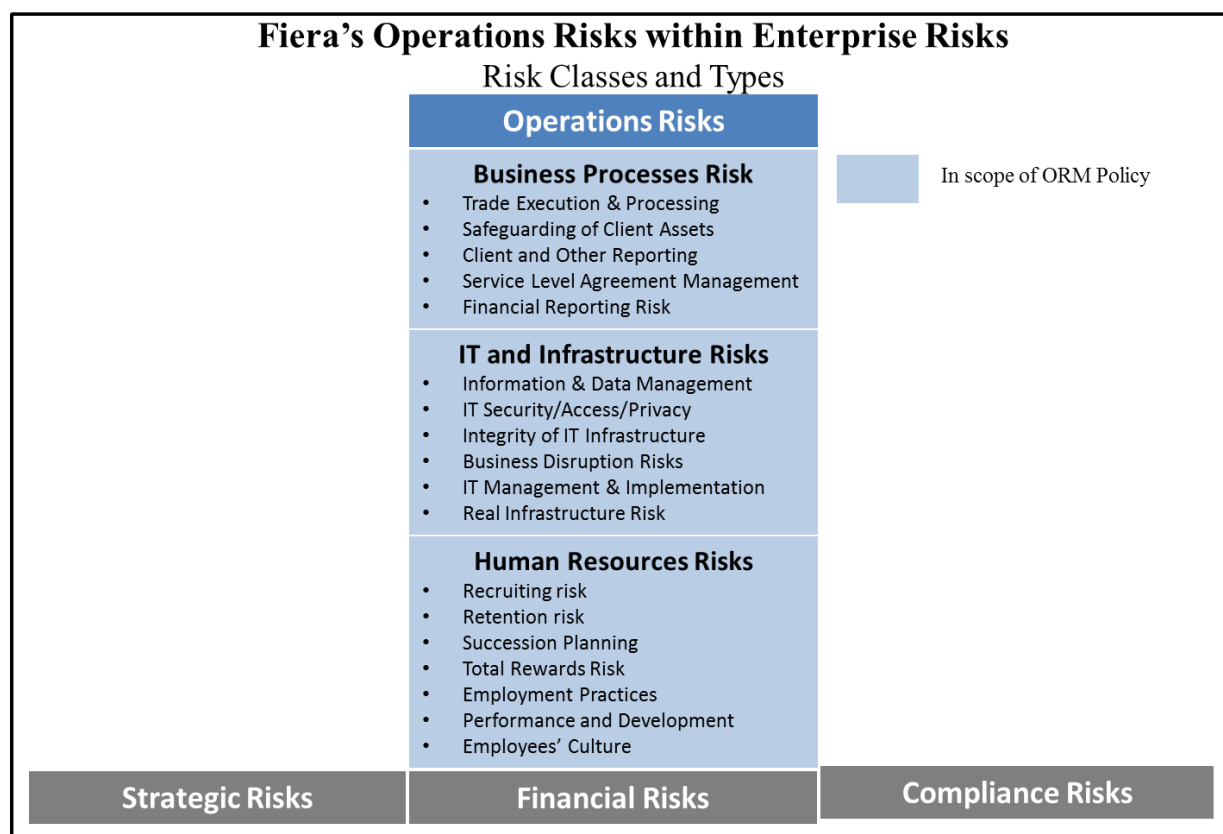 Fiera’s Operations Risks within Enterprise Risks
Risk Classes and Types
Operations Risks
Business Processes Risk
• Trade Execution & Processing
• Safeguarding of Client Assets
• Client and Other Reporting
• Service Level Agreement Management
• Financial Reporting Risk
In scope of ORM Policy
IT and Infrastructure Risks
• Information & Data Management
• IT Security/Access/Privacy
• Integrity of IT Infrastructure
• Business Disruption Risks
• IT Management & Implementation
• Real Infrastructure Risk
Human Resources Risks
• Recruiting risk
• Retention risk
• Succession Planning
• Total Rewards Risk
• Employment Practices
• Performance and Development
• Employees’ Culture
Strategic Risks
Financial Risks
Compliance Risks